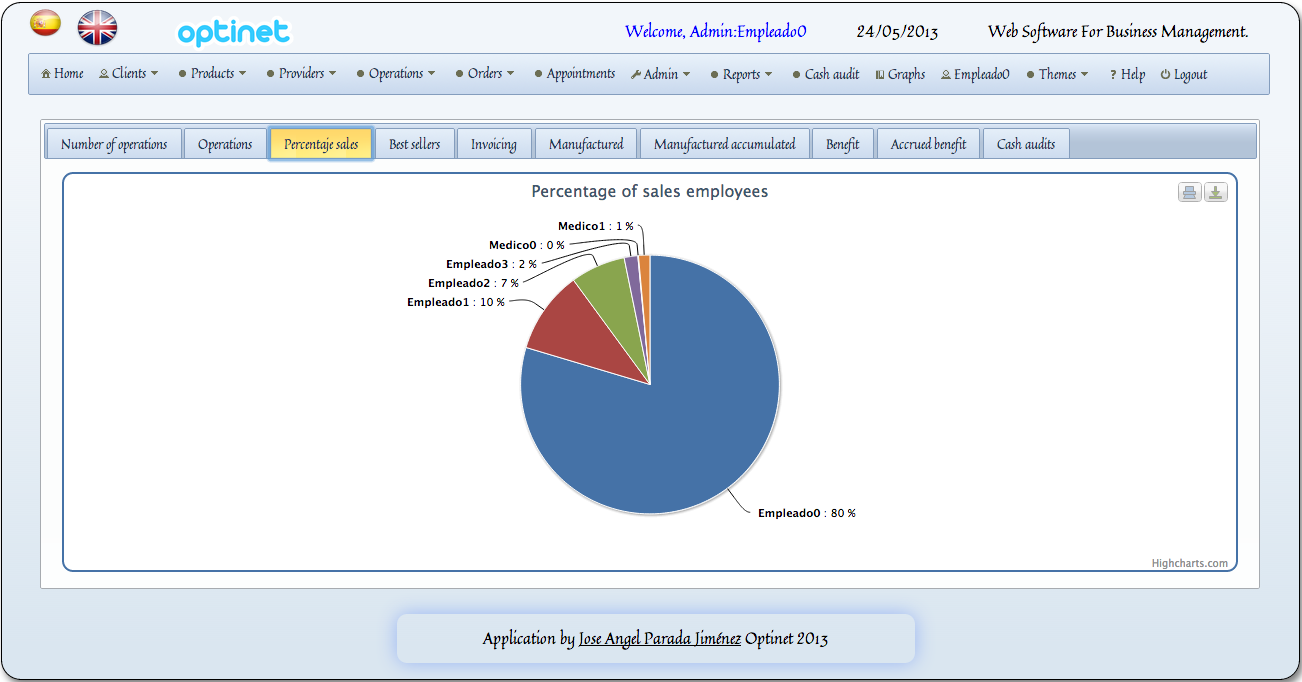 optinet
Welcome, Admin:Empleado0
24/05/2013
Web Software For Business Management.
Home Clients Products Providers Operations Orders Appointments Admin Reports Cash audit Graphs Empleado0 Themes ? Help Logout
Number of operations Operations Percentaje sales Best sellers Invoicing Manufactured Manufactured accumulated Benefit Accrued benefit Cash audits
Percentage of sales employees
Medico1 : 1 %
Medico0 : 0 %
Empleado3 : 2 %
Empleado2 : 7 %
Empleado1 : 10 %
Empleado0 : 80 %
Highcharts.com
Application by Jose Angel Parada Jiménez Optinet 2013